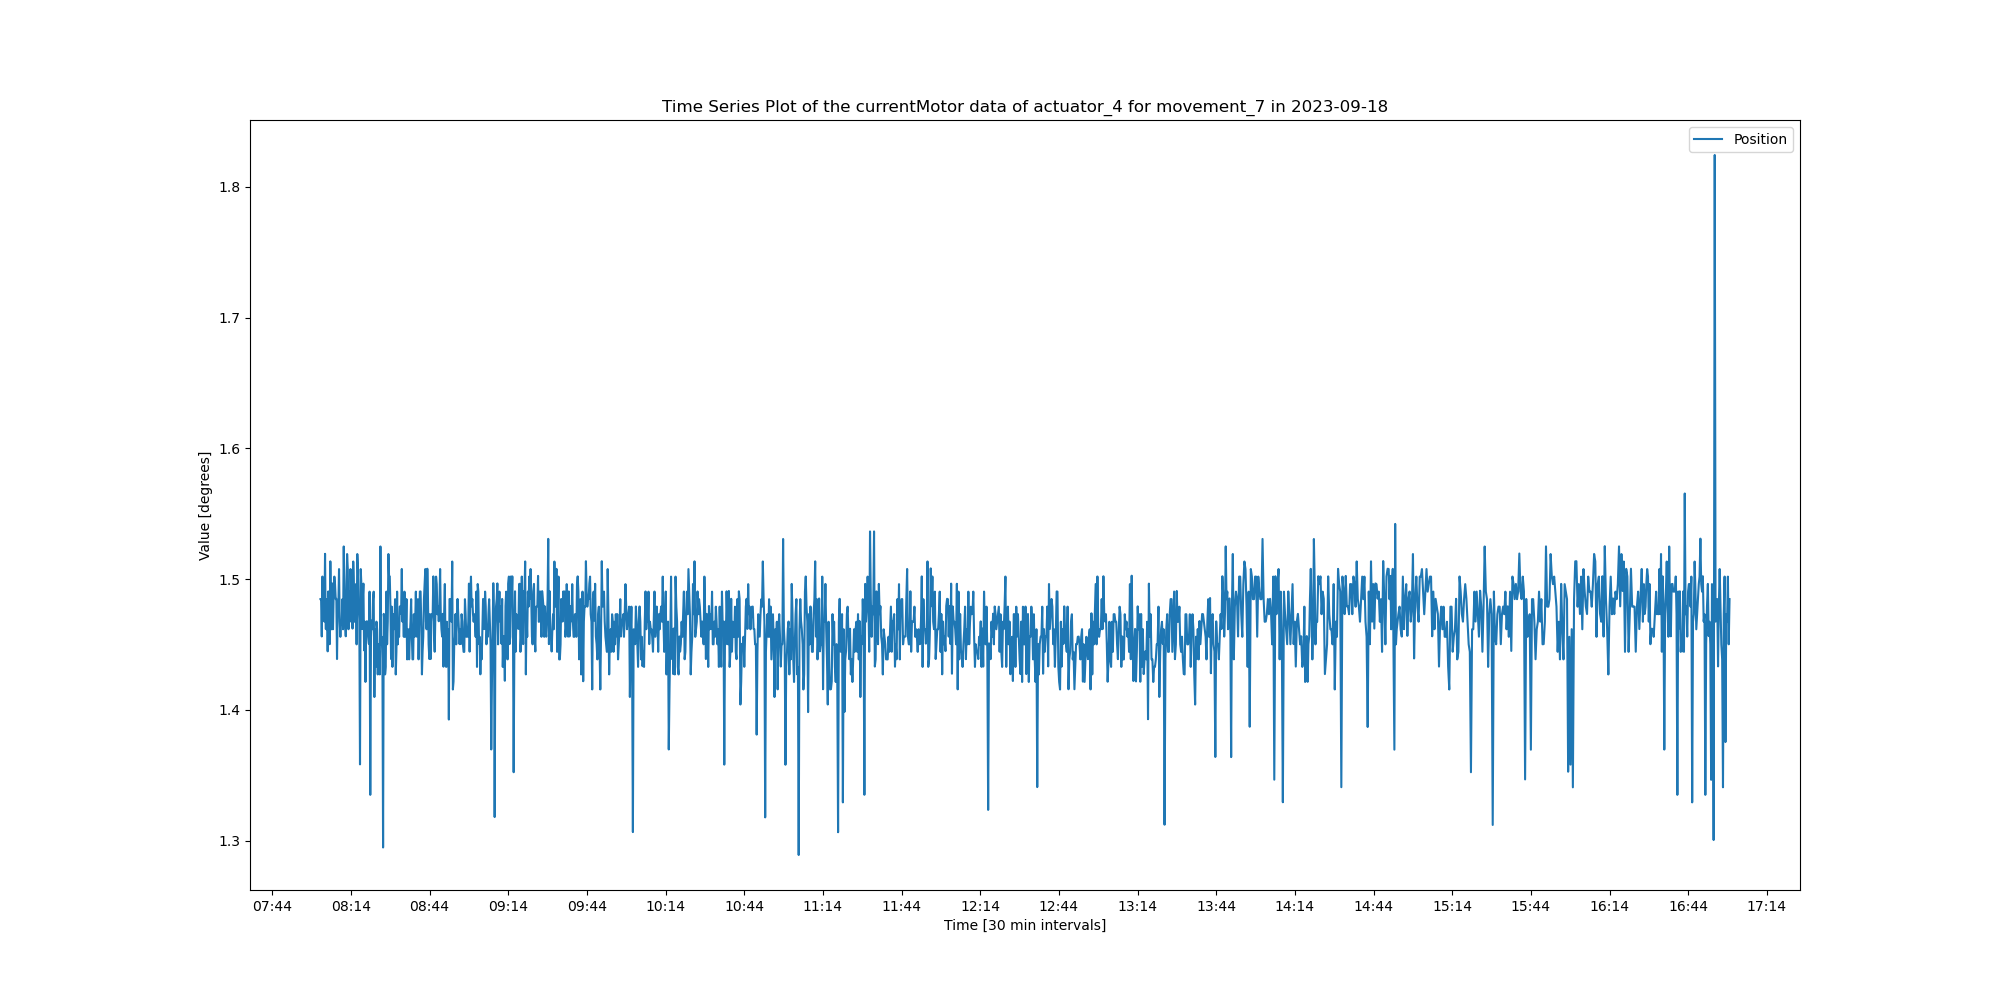 Time Series Plot of the currentMotor data of actuator_4 for movement_7 in 2023-09-18
Position
1.8
1.7
1.6
1.5
1.4
1.3
Value [degrees]
07:44 08:14 08:44 09:14 09:44 10:14 10:44 11:14 11:44 12:14 12:44 13:14 13:44 14:14 14:44 15:14 15:44 16:14 16:44 17:14
Time [30 min intervals]